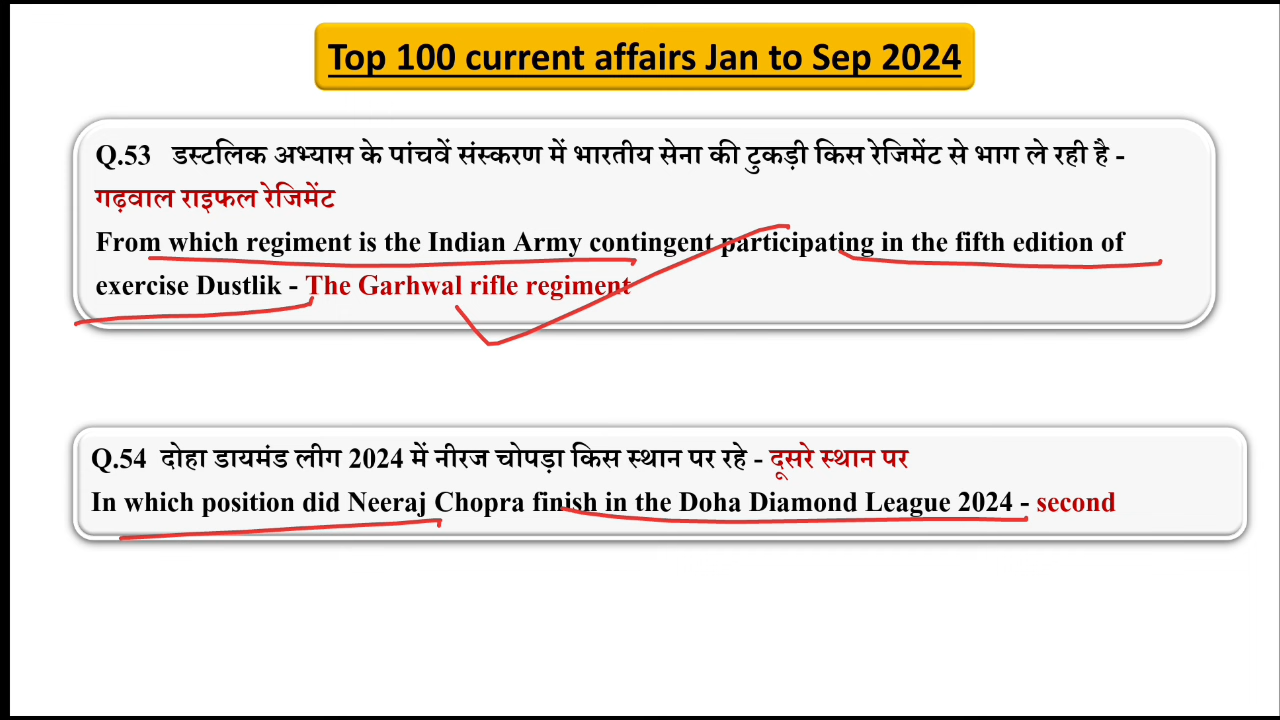 Top 100 current affairs Jan to Sep 2024
Q.53 डस्टलिक अभ्यास के पांचवें संस्करण में भारतीय सेना की टुकड़ी किस रेजिमेंट से भाग ले रही है -
गढ़वाल राइफल रेजिमेंट
From which regiment is the Indian Army contingent participating in the fifth edition of
exercise Dustlik - The Garhwal rifle regiment
Q.54 दोहा डायमंड लीग 2024 में नीरज चोपड़ा किस स्थान पर रहे - दूसरे स्थान पर
In which position did Neeraj Chopra finish in the Doha Diamond League 2024 - second